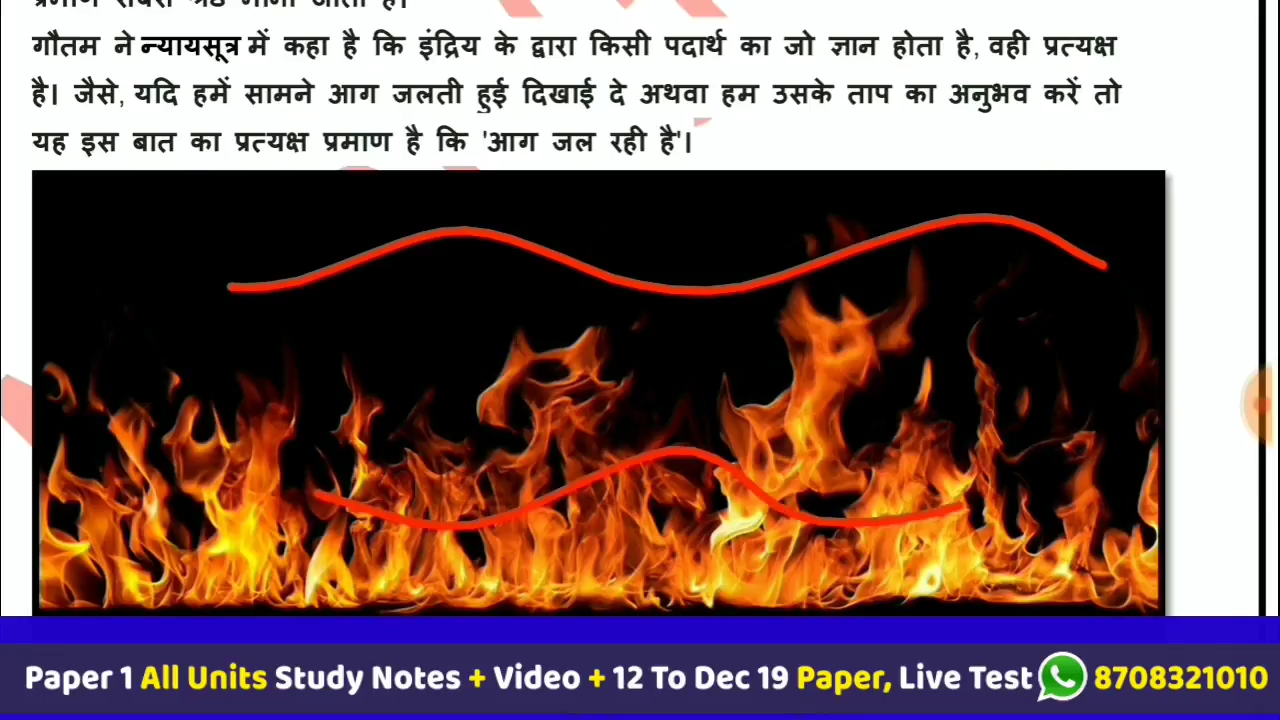 गौतम ने न्यायसूत्र में कहा है कि इंद्रिय के द्वारा किसी पदार्थ का जो ज्ञान होता है, वही प्रत्यक्ष
है। जैसे, यदि हमें सामने आग जलती हुई दिखाई दे अथवा हम उसके ताप का अनुभव करें तो
यह इस बात का प्रत्यक्ष प्रमाण है कि 'आग जल रही है'।
Paper 1 All Units Study Notes + Video + 12 To Dec 19 Paper, Live Test 8708321010